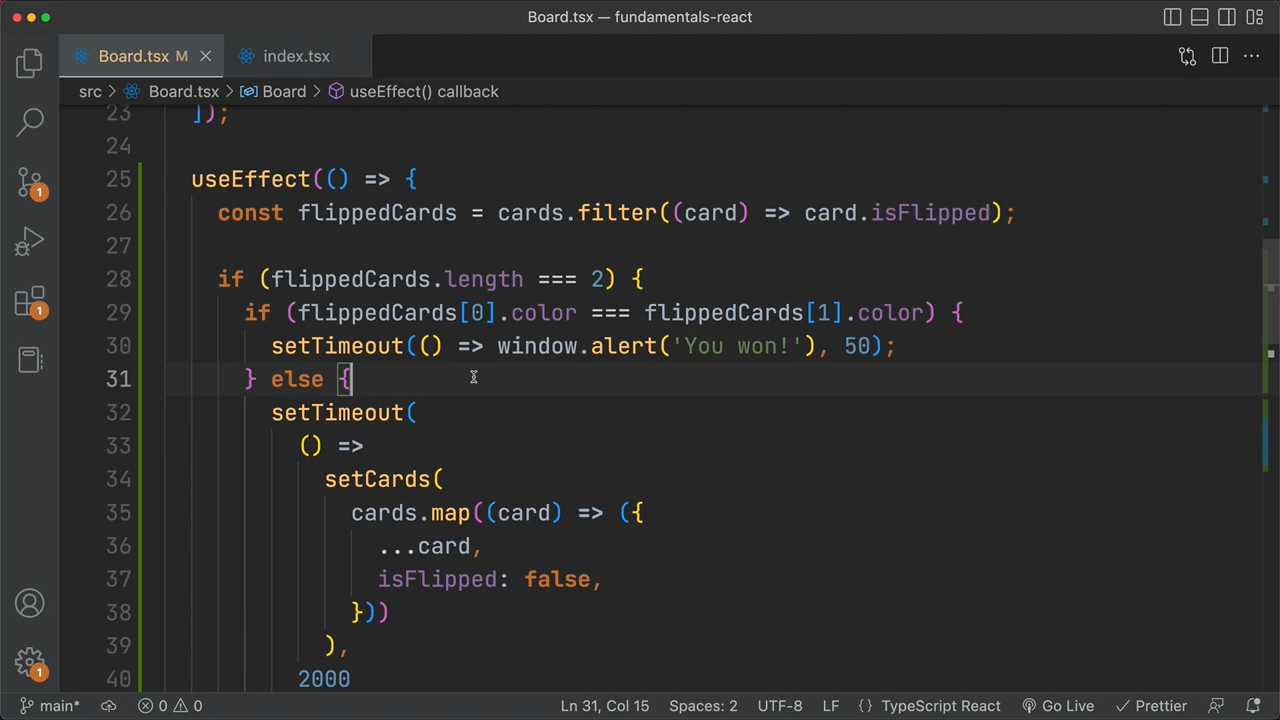 Board.tsx — fundamentals-react
Board.tsx M
index.tsx
src > Board.tsx > Board > useEffect() callback
23 ]);
24
25 useEffect(() => {
26 const flippedCards = cards.filter((card) => card.isFlipped);
27
28 if (flippedCards.length === 2) {
29 if (flippedCards[0].color === flippedCards[1].color) {
30 setTimeout(() => window.alert('You won!'), 50);
31 } else {
32 setTimeout(
33 () =>
34 setCards(
35 cards.map((card) => ({
36 ...card,
37 isFlipped: false,
38 }))
39 ),
40 2000
1
1
1
main* 0 0 Ln 31, Col 15 Spaces: 2 UTF-8 LF {} TypeScript React Go Live Prettier